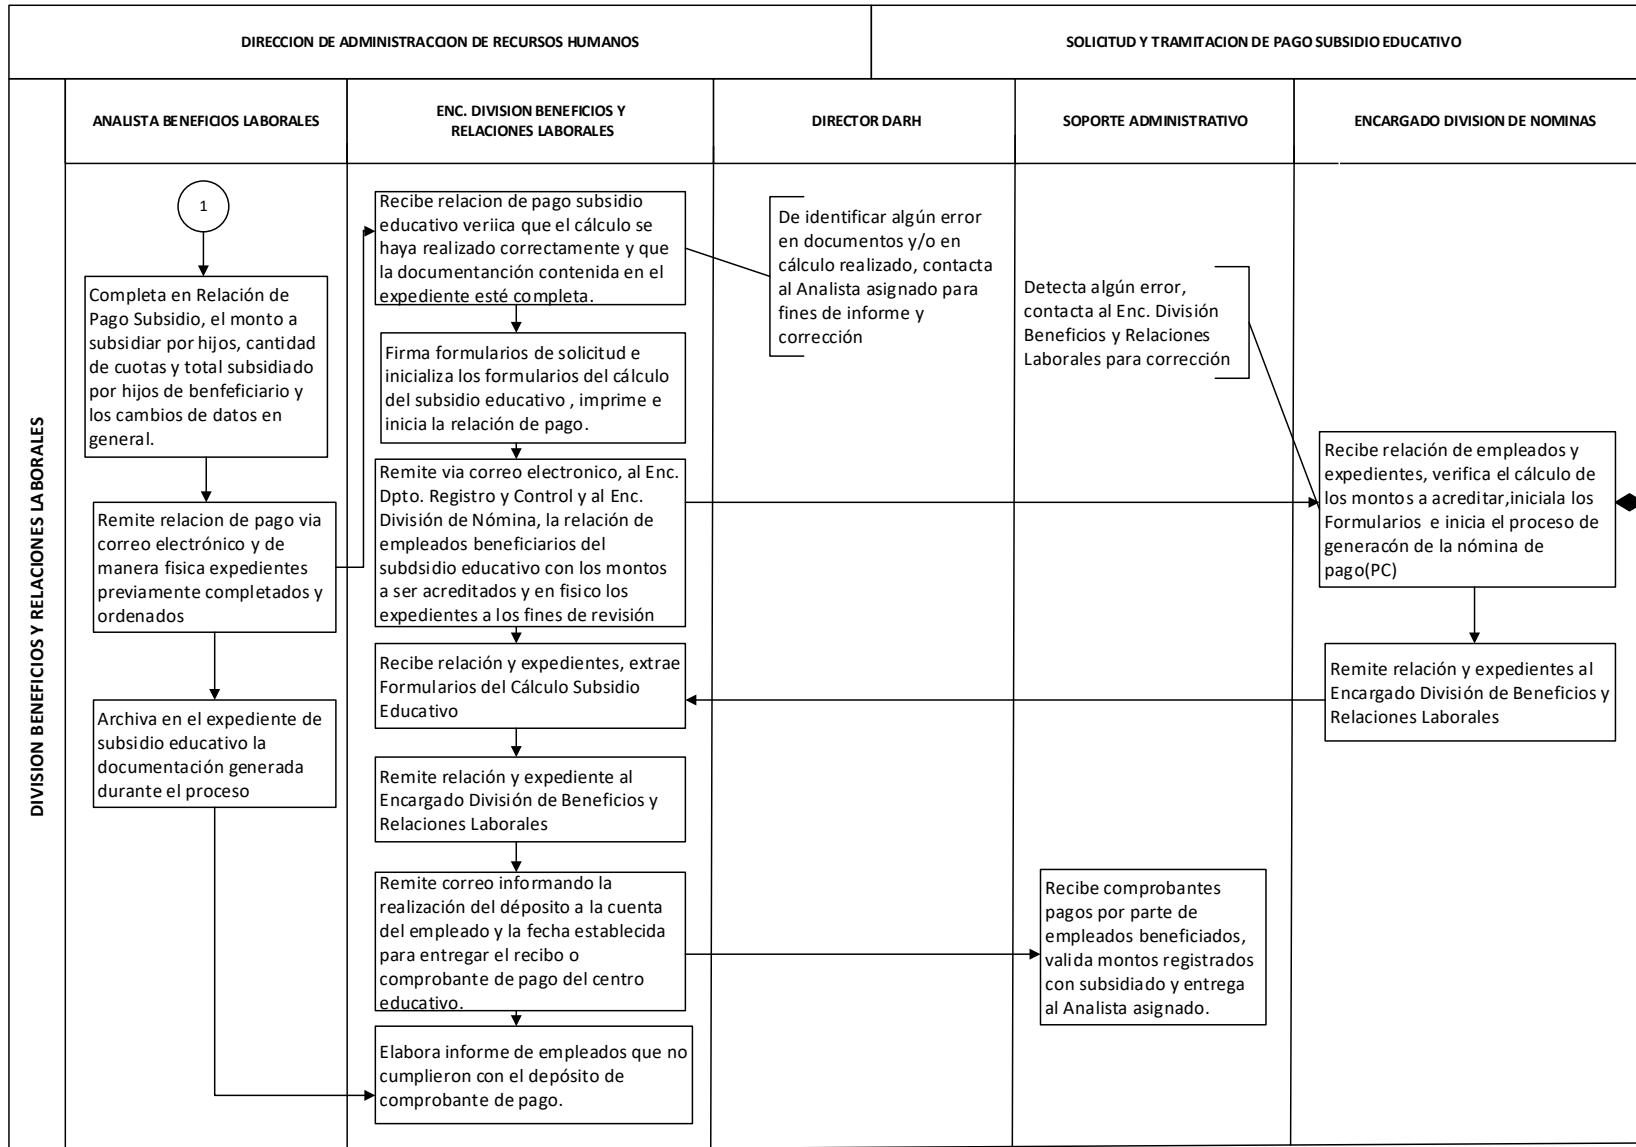 DIRECCION DE ADMINISTRACCION DE RECURSOS HUMANOS
SOLICITUD Y TRAMITACION DE PAGO SUBSIDIO EDUCATIVO
DIVISION BENEFICIOS Y RELACIONES LABORALES
ANALISTA BENEFICIOS LABORALES
ENC. DIVISION BENEFICIOS Y
RELACIONES LABORALES
DIRECTOR DARH
SOPORTE ADMINISTRATIVO
ENCARGADO DIVISION DE NOMINAS
1
Completa en Relación de
Pago Subsidio, el monto a
subsidiar por hijos, cantidad
de cuotas y total subsidiado
por hijos de benfeficiario y
los cambios de datos en
general.
Remite relacion de pago via
correo electrónico y de
manera fisica expedientes
previamente completados y
ordenados
Archiva en el expediente de
subsidio educativo la
documentación generada
durante el proceso
Recibe relacion de pago subsidio
educativo veriica que el cálculo se
haya realizado correctamente y que
la documentanción contenida en el
expediente esté completa.
Firma formularios de solicitud e
inicializa los formularios del cálculo
del subsidio educativo , imprime e
inicia la relación de pago.
Remite via correo electronico, al Enc.
Dpto. Registro y Control y al Enc.
División de Nómina, la relación de
empleados beneficiarios del
subdsidio educativo con los montos
a ser acreditados y en fisico los
expedientes a los fines de revisión
Recibe relación y expedientes, extrae
Formularios del Cálculo Subsidio
Educativo
Remite relación y expediente al
Encargado División de Beneficios y
Relaciones Laborales
Remite correo informando la
realización del déposito a la cuenta
del empleado y la fecha establecida
para entregar el recibo o
comprobante de pago del centro
educativo.
Elabora informe de empleados que no
cumplieron con el depósito de
comprobante de pago.
De identificar algún error
en documentos y/o en
cálculo realizado, contacta
al Analista asignado para
fines de informe y
corrección
Detecta algún error,
contacta al Enc. División
Beneficios y Relaciones
Laborales para corrección
Recibe comprobantes
pagos por parte de
empleados beneficiados,
valida montos registrados
con subsidiado y entrega
al Analista asignado.
Recibe relación de empleados y
expedientes, verifica el cálculo de
los montos a acreditar,iniciala los
Formularios e inicia el proceso de
generacón de la nómina de
pago(PC)
Remite relación y expedientes al
Encargado División de Beneficios y
Relaciones Laborales